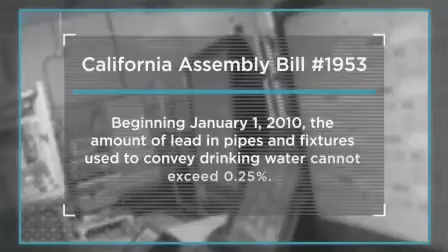 California Assembly Bill #1953
Beginning January 1, 2010, the
amount of lead in pipes and fixtures
used to convey drinking water cannot
exceed 0.25%.